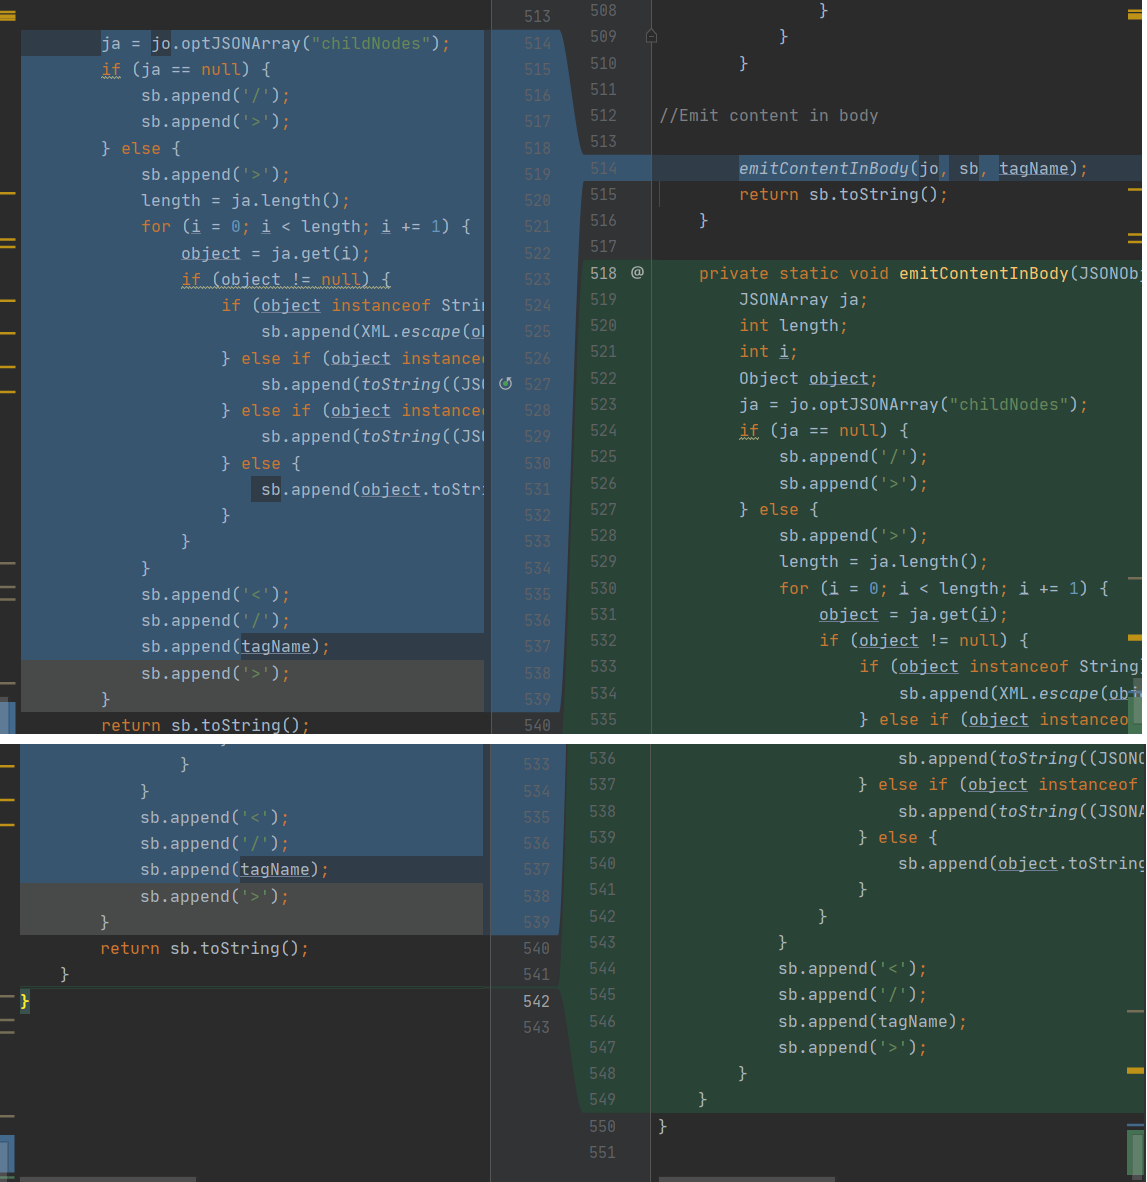 513
ja = jo.optJSONArray("childNodes"); 514
if (ja == null) { 515
sb.append('/'); 516
sb.append('>'); 517
} else { 518
sb.append('>'); 519
length = ja.length(); 520
for (i = 0; i < length; i += 1) { 521
object = ja.get(i); 522
if (object != null) { 523
if (object instanceof Strin 524
sb.append(XML.escape(ob 525
} else if (object instance 526
sb.append(toString((JSO 527
} else if (object instance 528
sb.append(toString((JSO 529
} else { 530
sb.append(object.toStri 531
} 532
} 533
} 534
sb.append('<'); 535
sb.append('/'); 536
sb.append(tagName); 537
sb.append('>'); 538
} 539
return sb.toString(); 540
508 }
509 }
510 }
511
512 //Emit content in body
513
514 emitContentInBody(jo, sb, tagName);
515 return sb.toString();
516 }
517
518 @ private static void emitContentInBody(JSONObj
519 JSONArray ja;
520 int length;
521 int i;
522 Object object;
523 ja = jo.optJSONArray("childNodes");
524 if (ja == null) {
525 sb.append('/');
526 sb.append('>');
527 } else {
528 sb.append('>');
529 length = ja.length();
530 for (i = 0; i < length; i += 1) {
531 object = ja.get(i);
532 if (object != null) {
533 if (object instanceof String)
534 sb.append(XML.escape(obj
535 } else if (object instanceo
} 533
} 534
sb.append('<'); 535
sb.append('/'); 536
sb.append(tagName); 537
sb.append('>'); 538
} 539
return sb.toString(); 540
} 541
} 542
543
536 sb.append(toString((JSONO
537 } else if (object instanceof
538 sb.append(toString((JSONA
539 } else {
540 sb.append(object.toString
541 }
542 }
543 }
544 sb.append('<');
545 sb.append('/');
546 sb.append(tagName);
547 sb.append('>');
548 }
549 }
550 }
551